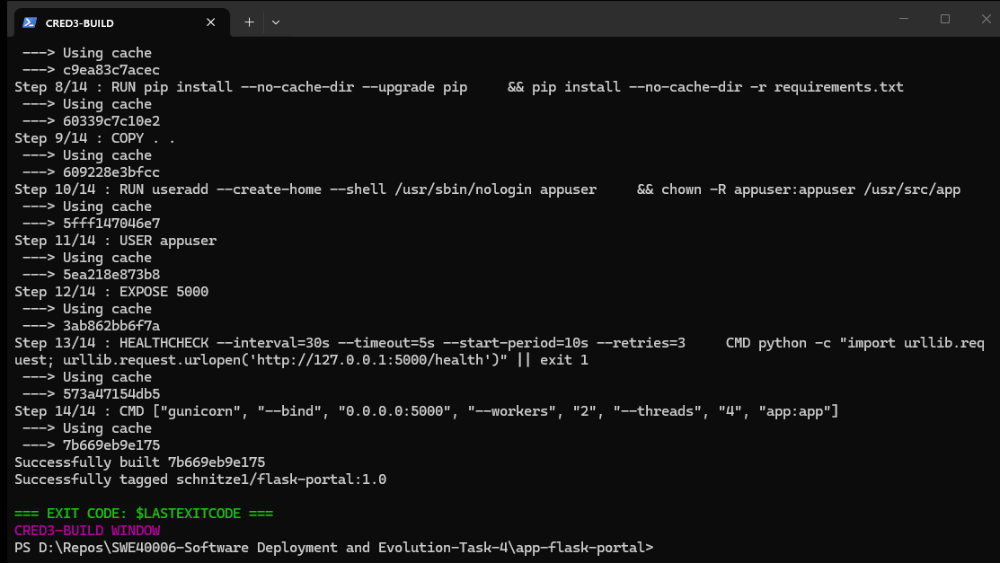 CRED3-BUILD
---> Using cache
---> c9ea83c7acec
Step 8/14 : RUN pip install --no-cache-dir --upgrade pip     && pip install --no-cache-dir -r requirements.txt
---> Using cache
---> 60339c7c10e2
Step 9/14 : COPY . .
---> Using cache
---> 609228e3bfcc
Step 10/14 : RUN useradd --create-home --shell /usr/sbin/nologin appuser     && chown -R appuser:appuser /usr/src/app
---> Using cache
---> 5fff147046e7
Step 11/14 : USER appuser
---> Using cache
---> 5ea218e873b8
Step 12/14 : EXPOSE 5000
---> Using cache
---> 3ab862bb6f7a
Step 13/14 : HEALTHCHECK --interval=30s --timeout=5s --start-period=10s --retries=3     CMD python -c "import urllib.req
uest; urllib.request.urlopen('http://127.0.0.1:5000/health')" || exit 1
---> Using cache
---> 573a47154db5
Step 14/14 : CMD ["gunicorn", "--bind", "0.0.0.0:5000", "--workers", "2", "--threads", "4", "app:app"]
---> Using cache
---> 7b669eb9e175
Successfully built 7b669eb9e175
Successfully tagged schnitze1/flask-portal:1.0
=== EXIT CODE: $LASTEXITCODE ===
CRED3-BUILD WINDOW
PS D:\Repos\SWE40006-Software Deployment and Evolution-Task-4\app-flask-portal>